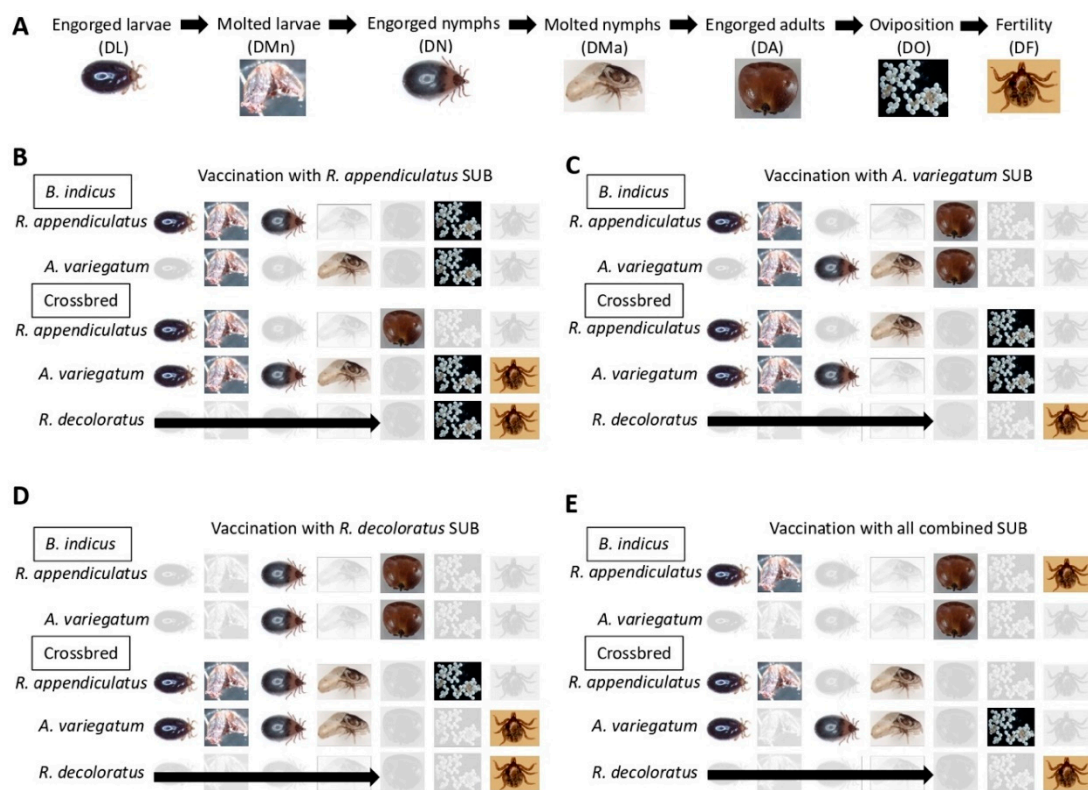 A
Engorged larvae (DL)
Molted larvae (DMn)
Engorged nymphs (DN)
Molted nymphs (DMa)
Engorged adults (DA)
Oviposition (DO)
Fertility (DF)
B
Vaccination with R. appendiculatus SUB
B. indicus
R. appendiculatus
A. variegatum
Crossbred
R. appendiculatus
A. variegatum
R. decoloratus
C
Vaccination with A. variegatum SUB
B. indicus
R. appendiculatus
A. variegatum
Crossbred
R. appendiculatus
A. variegatum
R. decoloratus
D
Vaccination with R. decoloratus SUB
B. indicus
R. appendiculatus
A. variegatum
Crossbred
R. appendiculatus
A. variegatum
R. decoloratus
E
Vaccination with all combined SUB
B. indicus
R. appendiculatus
A. variegatum
Crossbred
R. appendiculatus
A. variegatum
R. decoloratus